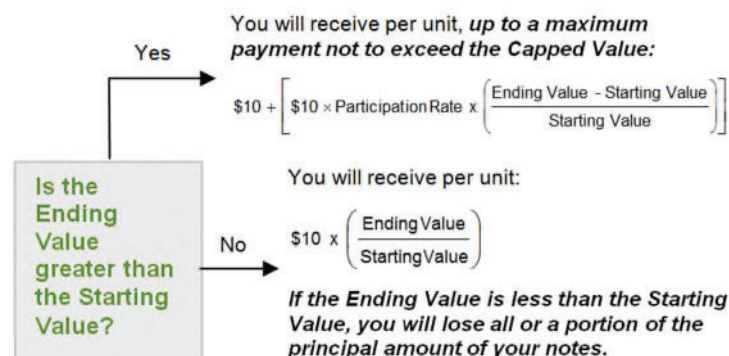 You will receive per unit, up to a maximum
payment not to exceed the Capped Value:
Yes
$10 + [ $10 × Participation Rate x ( Ending Value - Starting Value / Starting Value ) ]
Is the
Ending
Value
greater than
the Starting
Value?
No
You will receive per unit:
$10 x ( Ending Value / Starting Value )
If the Ending Value is less than the Starting
Value, you will lose all or a portion of the
principal amount of your notes.